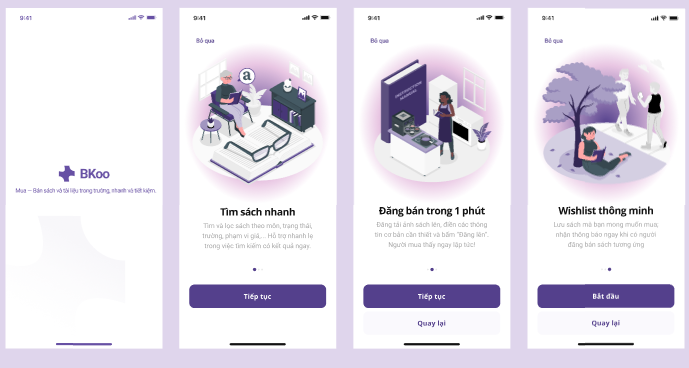 9:41
BKoo
Mua – Bán sách và tài liệu trong trường, nhanh và tiết kiệm.
9:41
Bỏ qua
a
Tìm sách nhanh
Tìm và lọc sách theo môn, trạng thái,
trường, phạm vi giá,... Hỗ trợ nhanh lẹ
trong việc tìm kiếm có kết quả ngay.
Tiếp tục
9:41
Bỏ qua
INSTRUCTION
MANUAL
Đăng bán trong 1 phút
Đăng tải ảnh sách lên, điền các thông
tin cơ bản cần thiết và bấm "Đăng lên".
Người mua thấy ngay lập tức!
Tiếp tục
Quay lại
9:41
Bỏ qua
Wishlist thông minh
Lưu sách mà bạn mong muốn mua;
nhận thông báo ngay khi có người
đăng bán sách tương ứng.
Bắt đầu
Quay lại